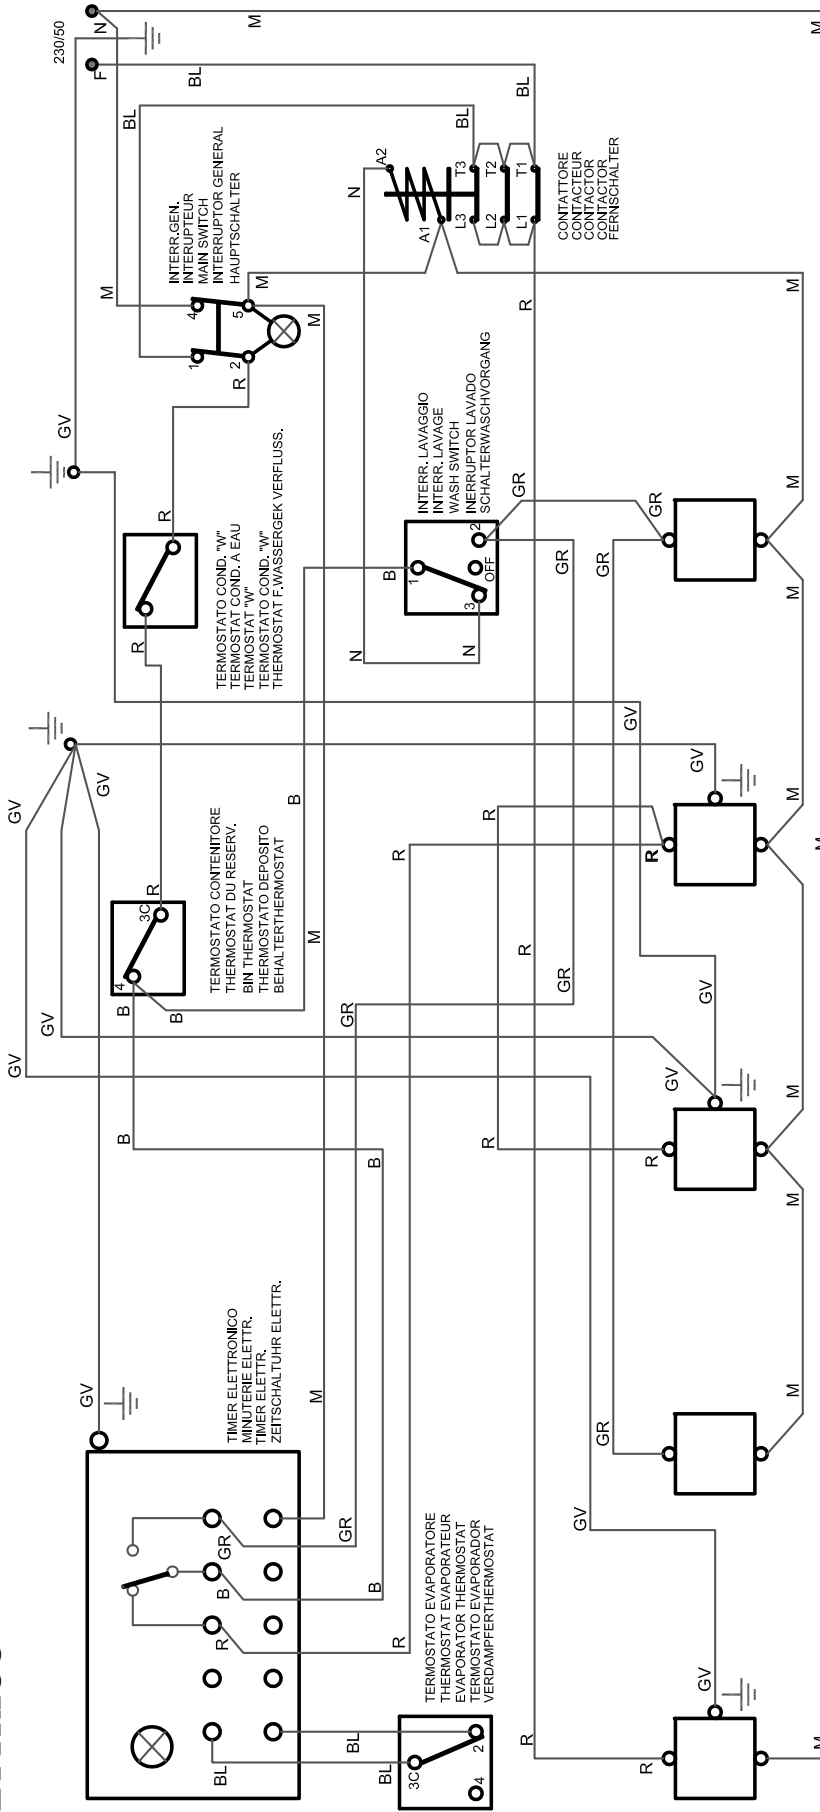 230/50
N
F
M
M
BL
BL
BL
BL
GV
M
INTERR.GEN.
INTERUPTEUR
MAIN SWITCH
INTERRUPTOR GENERAL
HAUPTSCHALTER
1
4
2
5
M
M
R
R
R
N
A2
A1
T3
T2
T1
L3
L2
L1
CONTATTORE
CONTACTEUR
CONTACTOR
CONTACTOR
FERNSCHALTER
R
M
TERMOSTATO COND. "W"
TERMOSTAT COND. A EAU
TERMOSTAT "W"
TERMOSTATO COND. "W"
THERMOSTAT F.WASSERGEK VERFLUSS.
INTERR. LAVAGGIO
INTERR. LAVAGE
WASH SWITCH
INERRUPTOR LAVADO
SCHALTERWASCHVORGANG
1
2
3
OFF
B
N
N
GR
GR
GR
GR
M
M
GV
GV
GV
GV
GV
GV
GV
GV
GV
TERMOSTATO CONTENITORE
THERMOSTAT DU RESERV.
BIN THERMOSTAT
THERMOSTATO DEPOSITO
BEHALTERTHERMOSTAT
3C
4
R
B
B
B
M
R
R
R
R
M
M
GR
GR
B
B
R
R
M
M
TIMER ELETTRONICO
MINUTERIE ELETTR.
TIMER ELETTR.
ZEITSCHALTUHR ELETTR.
GV
M
GR
GR
B
B
R
R
BL
BL
BL
TERMOSTATO EVAPORATORE
THERMOSTAT EVAPORATEUR
EVAPORATOR THERMOSTAT
TERMOSTATO EVAPORADOR
VERDAMPFERTHERMOSTAT
3C
2
4
GR
GV
M
GV
R
R